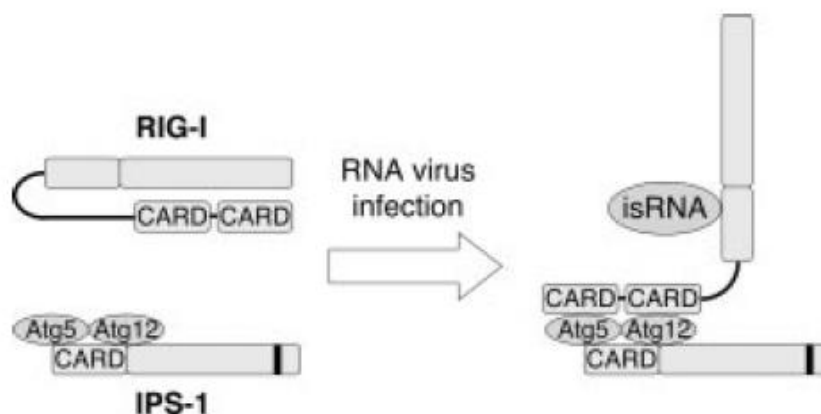 RIG-I
CARD-CARD
RNA virus
infection
isRNA
Atg5 Atg12
CARD
IPS-1
CARD-CARD
Atg5 Atg12
CARD